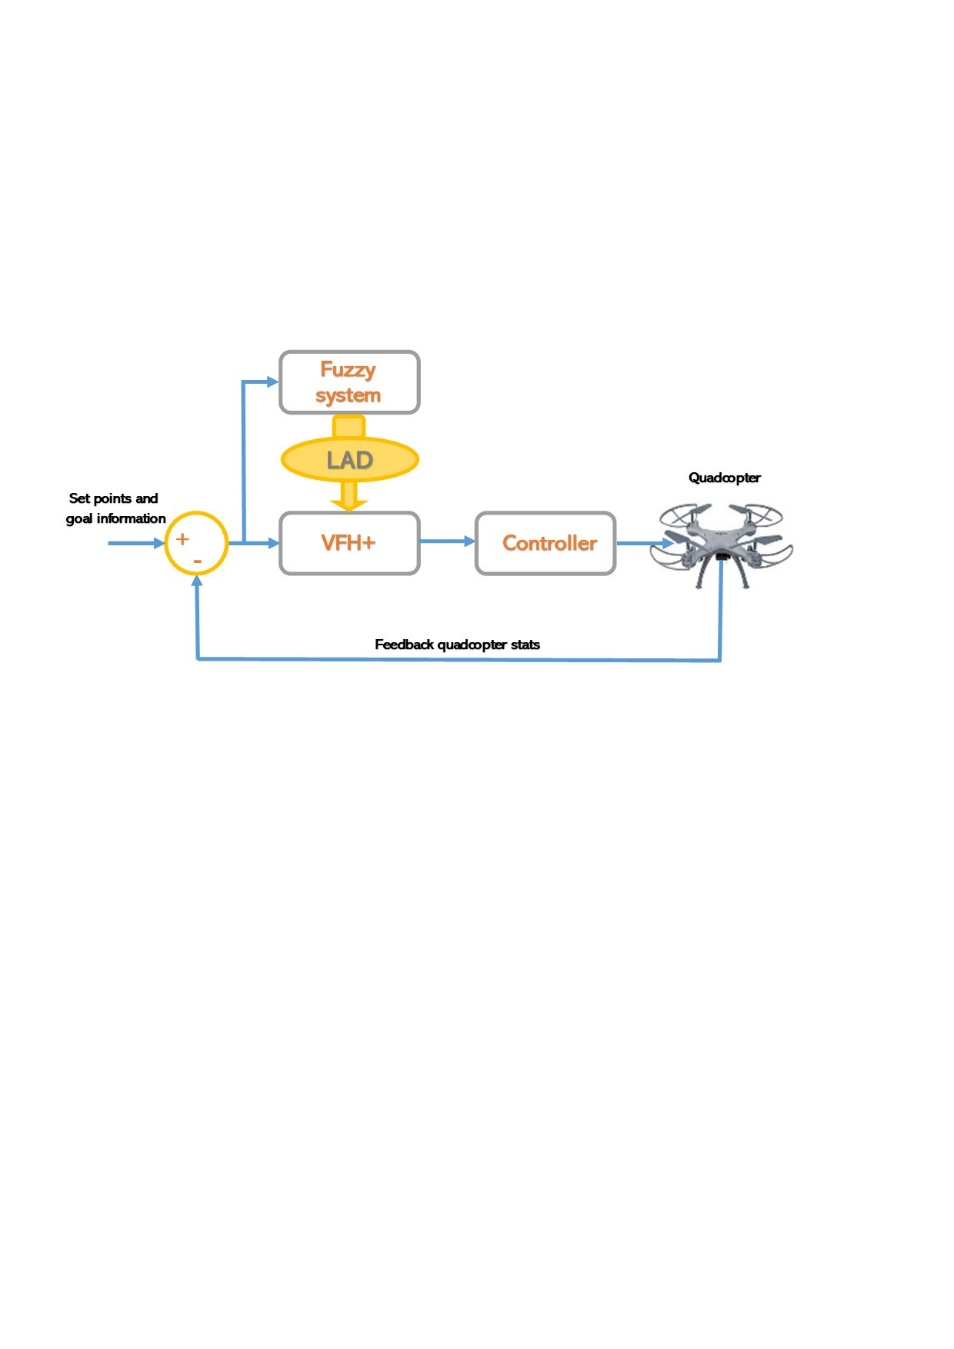 Fuzzy
system
LAD
Quadcopter
Set points and
goal information
+
-
VFH+
Controller
Feedback quadcopter stats